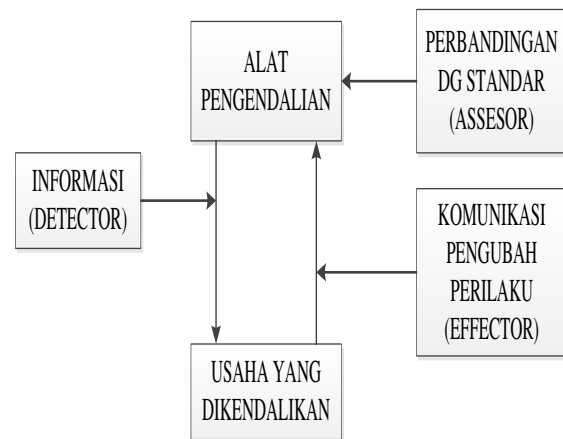 ALAT
PENGENDALIAN
PERBANDINGAN
DG STANDAR
(ASSESOR)
INFORMASI
(DETECTOR)
KOMUNIKASI
PENGUBAH
PERILAKU
(EFFECTOR)
USAHA YANG
DIKENDALIKAN